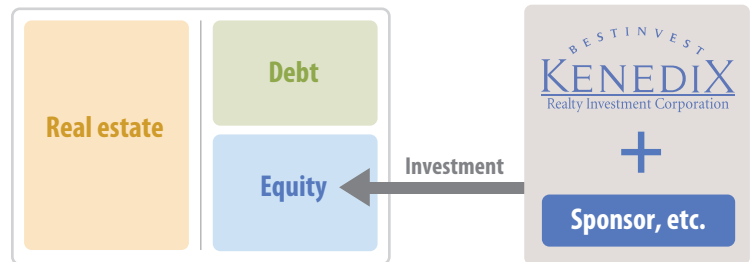 Real estate
Debt
Equity
Investment
BESTINVEST
KENEDIX
Realty Investment Corporation
+
Sponsor, etc.